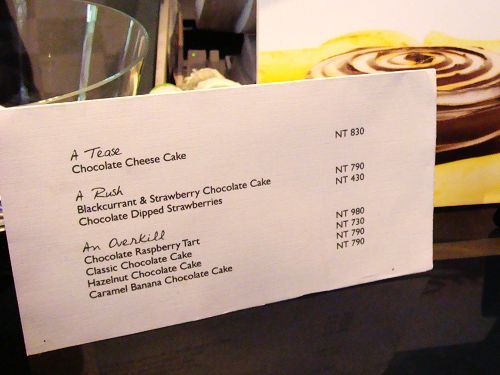 A Tease
Chocolate Cheese Cake NT 830
A Rush
Blackcurrant & Strawberry Chocolate Cake NT 790
Chocolate Dipped Strawberries NT 430
An Overkill
Chocolate Raspberry Tart NT 980
Classic Chocolate Cake NT 730
Hazelnut Chocolate Cake NT 790
Caramel Banana Chocolate Cake NT 790